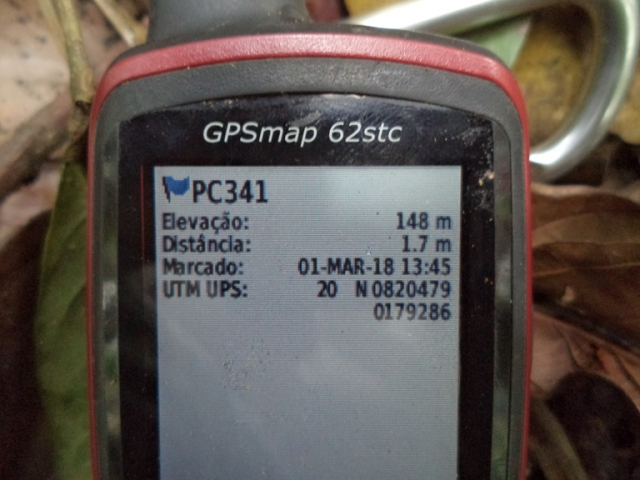 GPSmap 62stc
PC341
Elevação: 148 m
Distância: 1.7 m
Marcado: 01-MAR-18 13:45
UTM UPS: 20 N 0820479
0179286